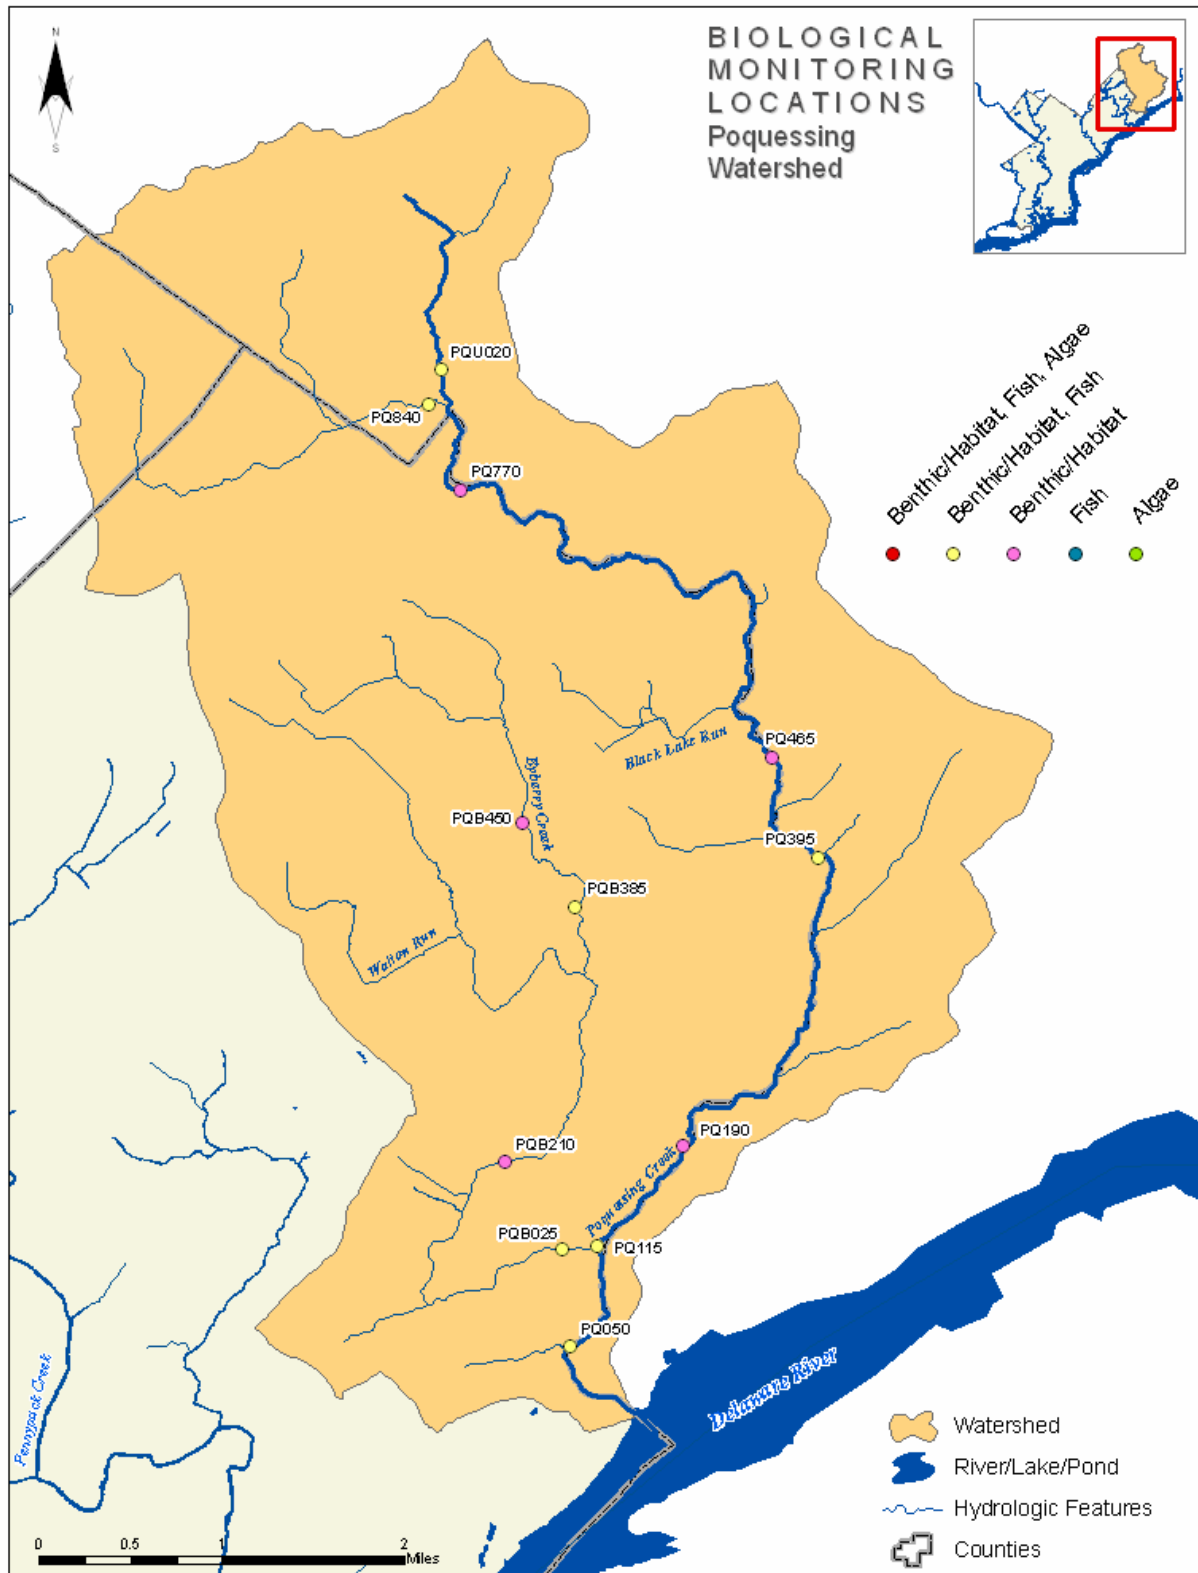 BIOLOGICAL
MONITORING
LOCATIONS
Poquessing
Watershed
N
S
Benthic/Habitat, Fish, Algae
Benthic/Habitat, Fish
Benthic/Habitat
Fish
Algae
PQU020
PQ840
PQ770
Black Lake Run
PQ465
Byberry Creek
PQB450
PQ395
PQB385
Walton Run
PQ190
PQB210
Poquessing Creek
PQB025
PQ115
PQ050
Pennypack Creek
Delaware River
Watershed
River/Lake/Pond
Hydrologic Features
Counties
0 0.5 1 2
Miles